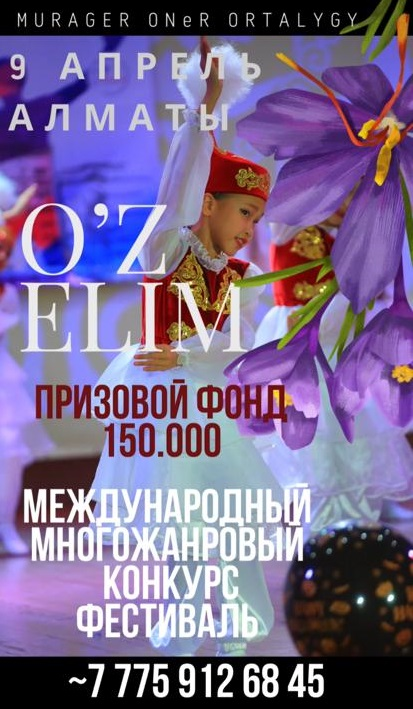 MURAGER ONeR ORTALYGY
9 АПРЕЛЬ
АЛМАТЫ
O'Z
ELIM
ПРИЗОВОЙ ФОНД
150.000
МЕЖДУНАРОДНЫЙ
МНОГОЖАНРОВЫЙ
КОНКУРС
ФЕСТИВАЛЬ
~7 775 912 68 45